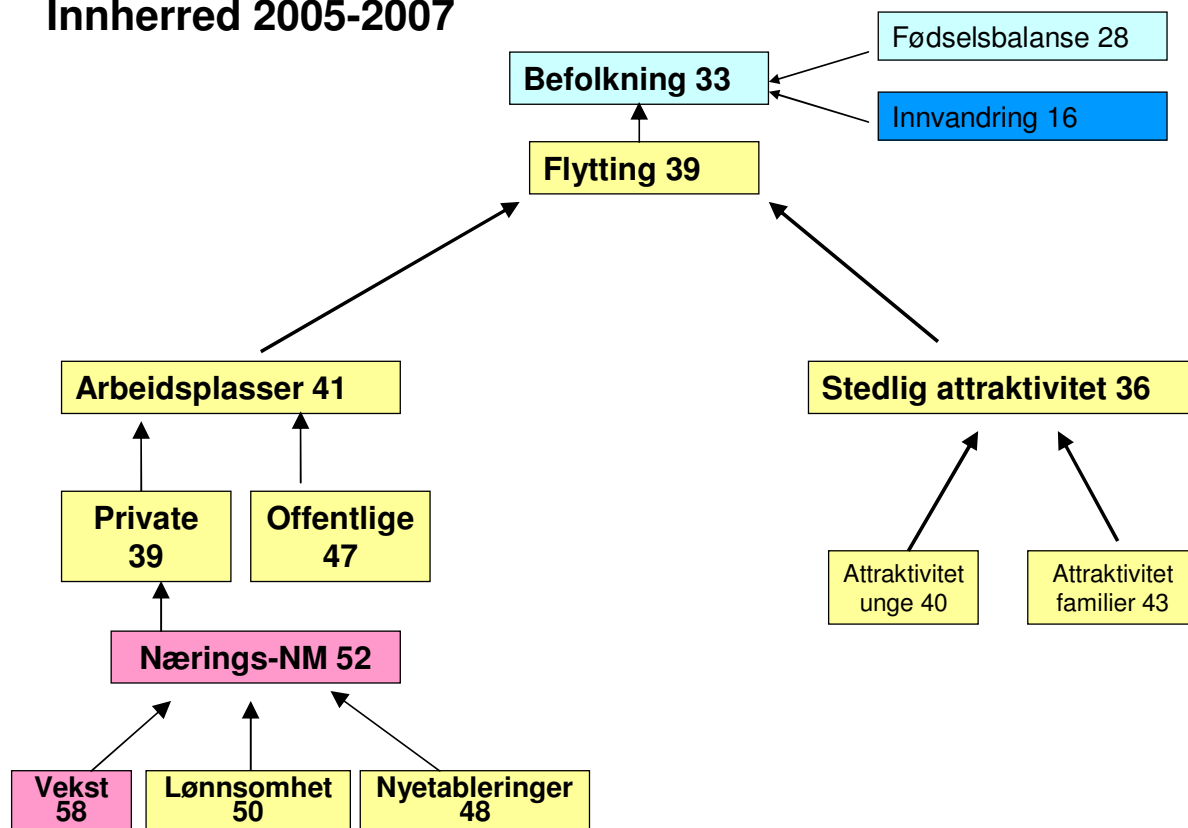 Innherred 2005-2007
Fødselsbalanse 28
Befolkning 33
Innvandring 16
Flytting 39
Arbeidsplasser 41
Stedlig attraktivitet 36
Private
39
Offentlige
47
Attraktivitet
unge 40
Attraktivitet
familier 43
Nærings-NM 52
Vekst
58
Lønnsomhet
50
Nyetableringer
48